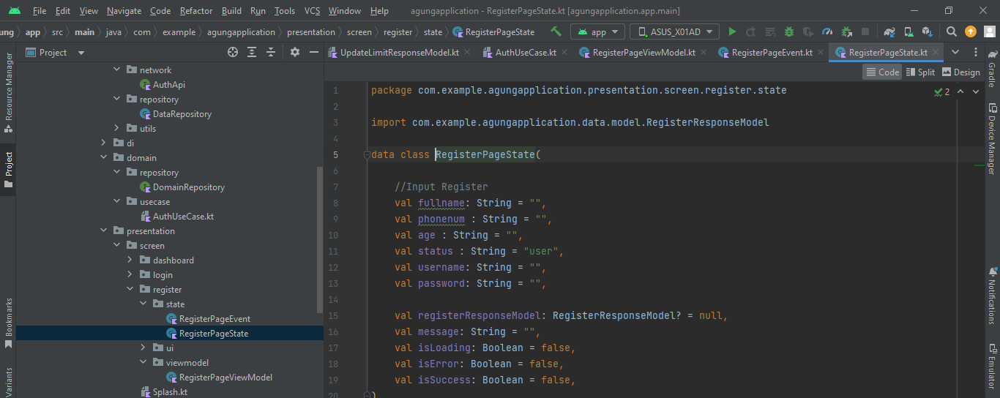 File Edit View Navigate Code Refactor Build Run Tools VCS Window Help agungapplication - RegisterPageState.kt [agungapplication.app.main]
ung app src main java com example agungapplication presentation screen register state RegisterPageState app ASUS_X01AD
Project
UpdateLimitResponseModel.kt AuthUseCase.kt RegisterPageViewModel.kt RegisterPageEvent.kt RegisterPageState.kt
Code Split Design
Resource Manager
Project
Bookmarks
Variants
network
AuthApi
repository
DataRepository
utils
di
domain
repository
DomainRepository
usecase
AuthUseCase.kt
presentation
screen
dashboard
login
register
state
RegisterPageEvent
RegisterPageState
ui
viewmodel
RegisterPageViewModel
Splash.kt
1 package com.example.agungapplication.presentation.screen.register.state
2
3 import com.example.agungapplication.data.model.RegisterResponseModel
4
5 data class RegisterPageState(
6
7 //Input Register
8 val fullname: String = "",
9 val phonenum : String = "",
10 val age : String = "",
11 val status : String = "user",
12 val username: String = "",
13 val password: String = "",
14
15 val registerResponseModel: RegisterResponseModel? = null,
16 val message: String = "",
17 val isLoading: Boolean = false,
18 val isError: Boolean = false,
19 val isSuccess: Boolean = false,
20 )
2
Gradle
Device Manager
Notifications
Emulator